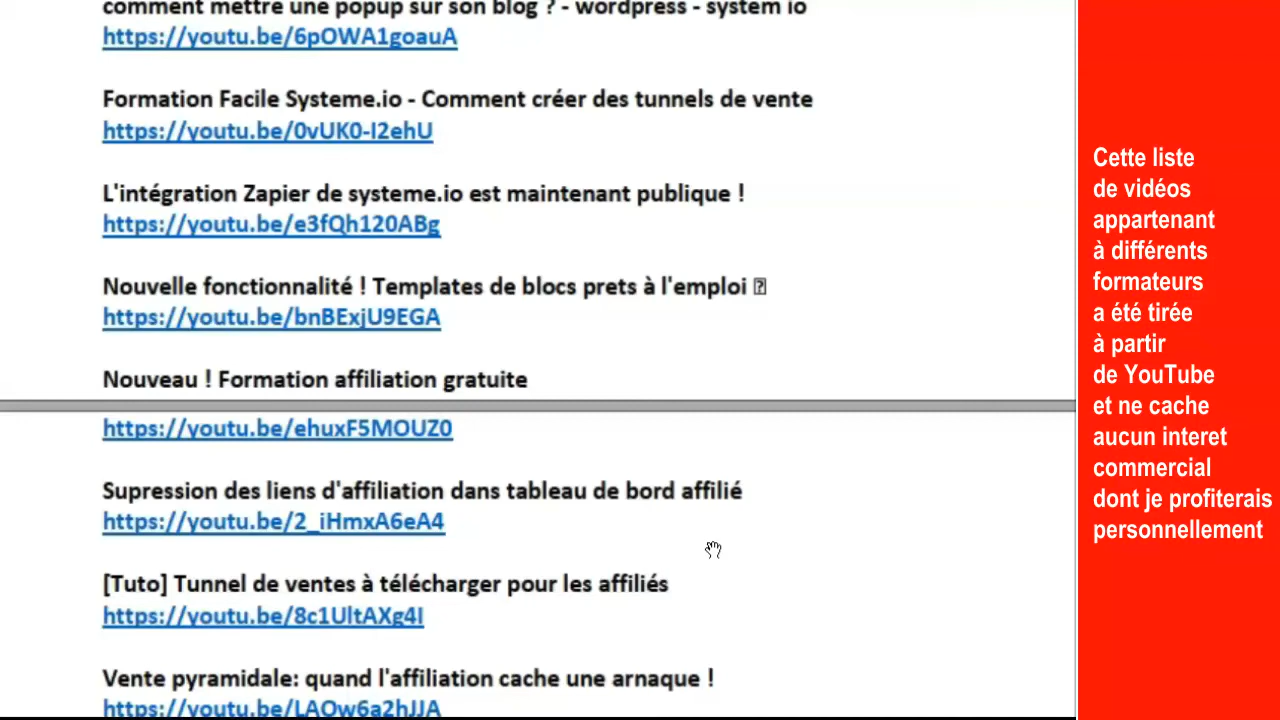 comment mettre une popup sur son blog ? - wordpress - system io
https://youtu.be/6pOWA1goauA
Formation Facile Systeme.io - Comment créer des tunnels de vente
https://youtu.be/0vUK0-I2ehU
L'intégration Zapier de systeme.io est maintenant publique !
https://youtu.be/e3fQh120ABg
Nouvelle fonctionnalité ! Templates de blocs prets à l'emploi
https://youtu.be/bnBExjU9EGA
Nouveau ! Formation affiliation gratuite
https://youtu.be/ehuxF5MOUZ0
Supression des liens d'affiliation dans tableau de bord affilié
https://youtu.be/2_iHmxA6eA4
[Tuto] Tunnel de ventes à télécharger pour les affiliés
https://youtu.be/8c1UltAXg4I
Vente pyramidale: quand l'affiliation cache une arnaque !
https://youtu.be/LAOw6a2hJJA
Cette liste
de vidéos
appartenant
à différents
formateurs
a été tirée
à partir
de YouTube
et ne cache
aucun interet
commercial
dont je profiterais
personnellement